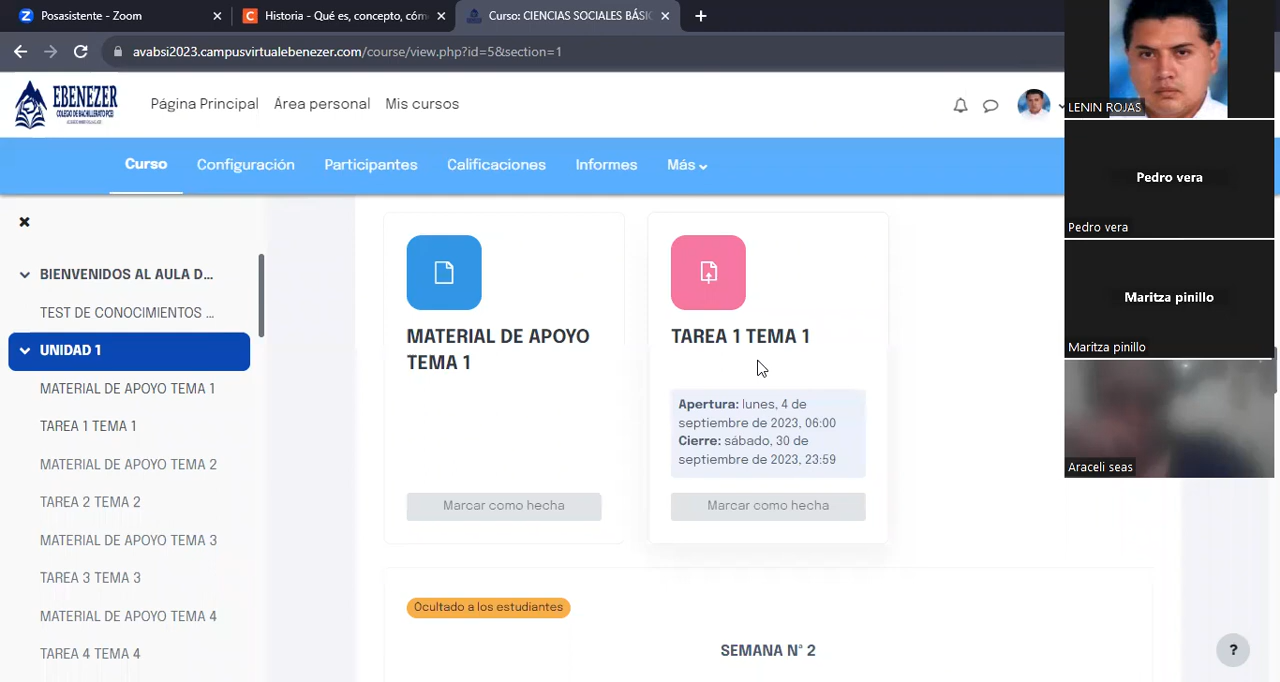 Posasistente - Zoom
Historia - Qué es, concepto, cóm
Curso: CIENCIAS SOCIALES BÁSIC
avabsi2023.campusvirtualebenezer.com/course/view.php?id=5&section=1
EBENEZER
COLEGIO DE BACHILLERATO PCEI
Página Principal
Área personal
Mis cursos
LENIN ROJAS
Curso
Configuración
Participantes
Calificaciones
Informes
Más
Pedro vera
Pedro vera
BIENVENIDOS AL AULA D...
TEST DE CONOCIMIENTOS ...
UNIDAD 1
MATERIAL DE APOYO TEMA 1
TAREA 1 TEMA 1
MATERIAL DE APOYO TEMA 2
TAREA 2 TEMA 2
MATERIAL DE APOYO TEMA 3
TAREA 3 TEMA 3
MATERIAL DE APOYO TEMA 4
TAREA 4 TEMA 4
MATERIAL DE APOYO
TEMA 1
Marcar como hecha
TAREA 1 TEMA 1
Apertura: lunes, 4 de
septiembre de 2023, 06:00
Cierre: sábado, 30 de
septiembre de 2023, 23:59
Marcar como hecha
Maritza pinillo
Maritza pinillo
Araceli seas
Ocultado a los estudiantes
SEMANA N° 2
?